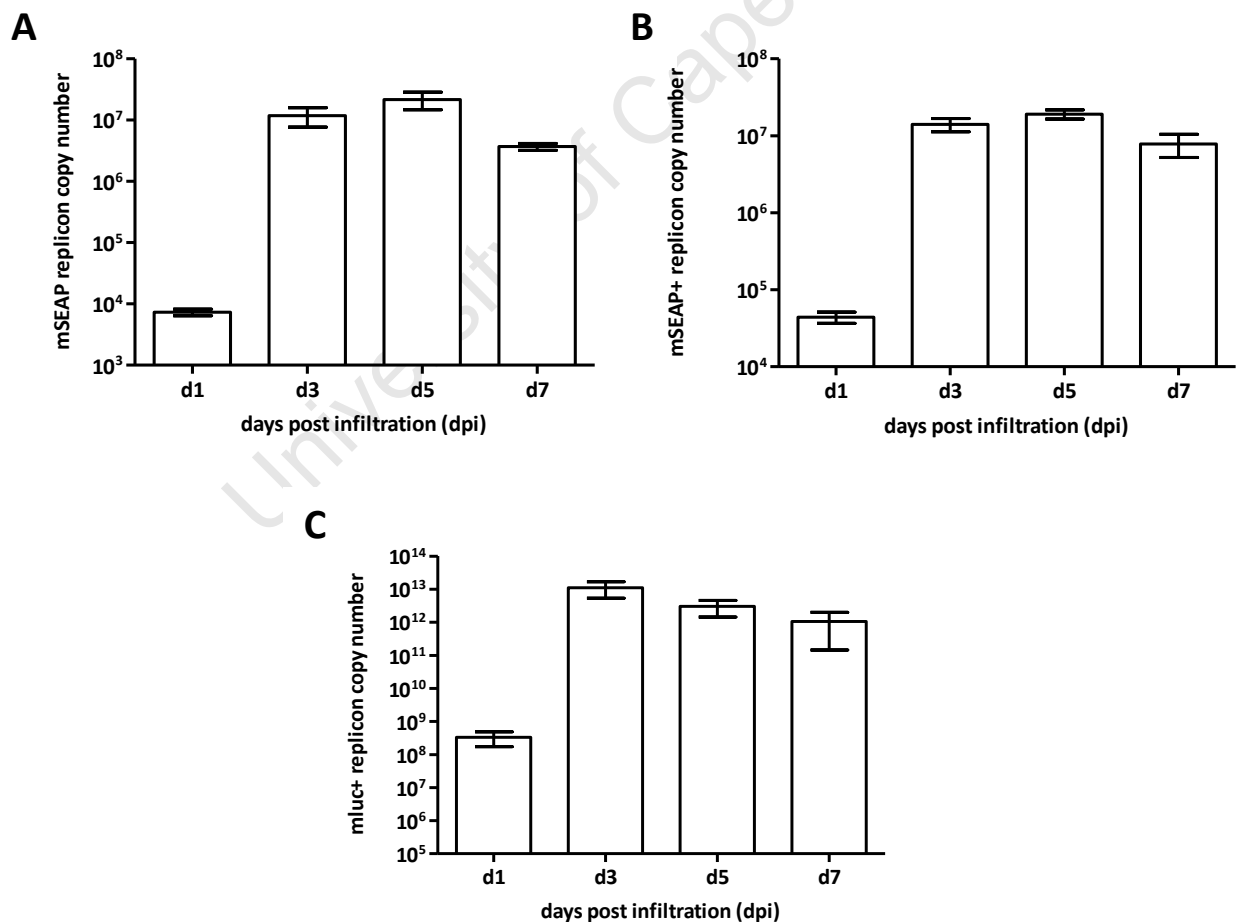 A
mSEAP replicon copy number
10⁸
10⁷
10⁶
10⁵
10⁴
10³
d1 d3 d5 d7
days post infiltration (dpi)
B
mSEAP+ replicon copy number
10⁸
10⁷
10⁶
10⁵
10⁴
d1 d3 d5 d7
days post infiltration (dpi)
C
mluc+ replicon copy number
10¹⁴
10¹³
10¹²
10¹¹
10¹⁰
10⁹
10⁸
10⁷
10⁶
10⁵
d1 d3 d5 d7
days post infiltration (dpi)
University of Cape